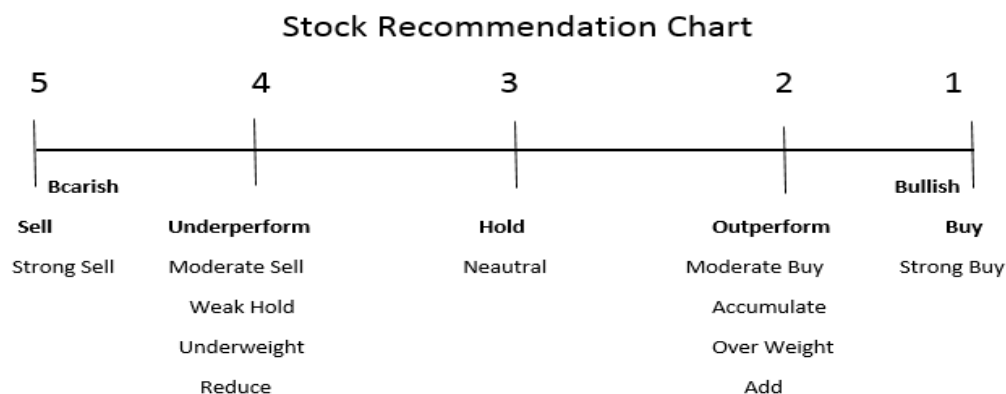 Stock Recommendation Chart
5 4 3 2 1
Bcarish Bullish
Sell Underperform Hold Outperform Buy
Strong Sell Moderate Sell Neautral Moderate Buy Strong Buy
Weak Hold Accumulate
Underweight Over Weight
Reduce Add